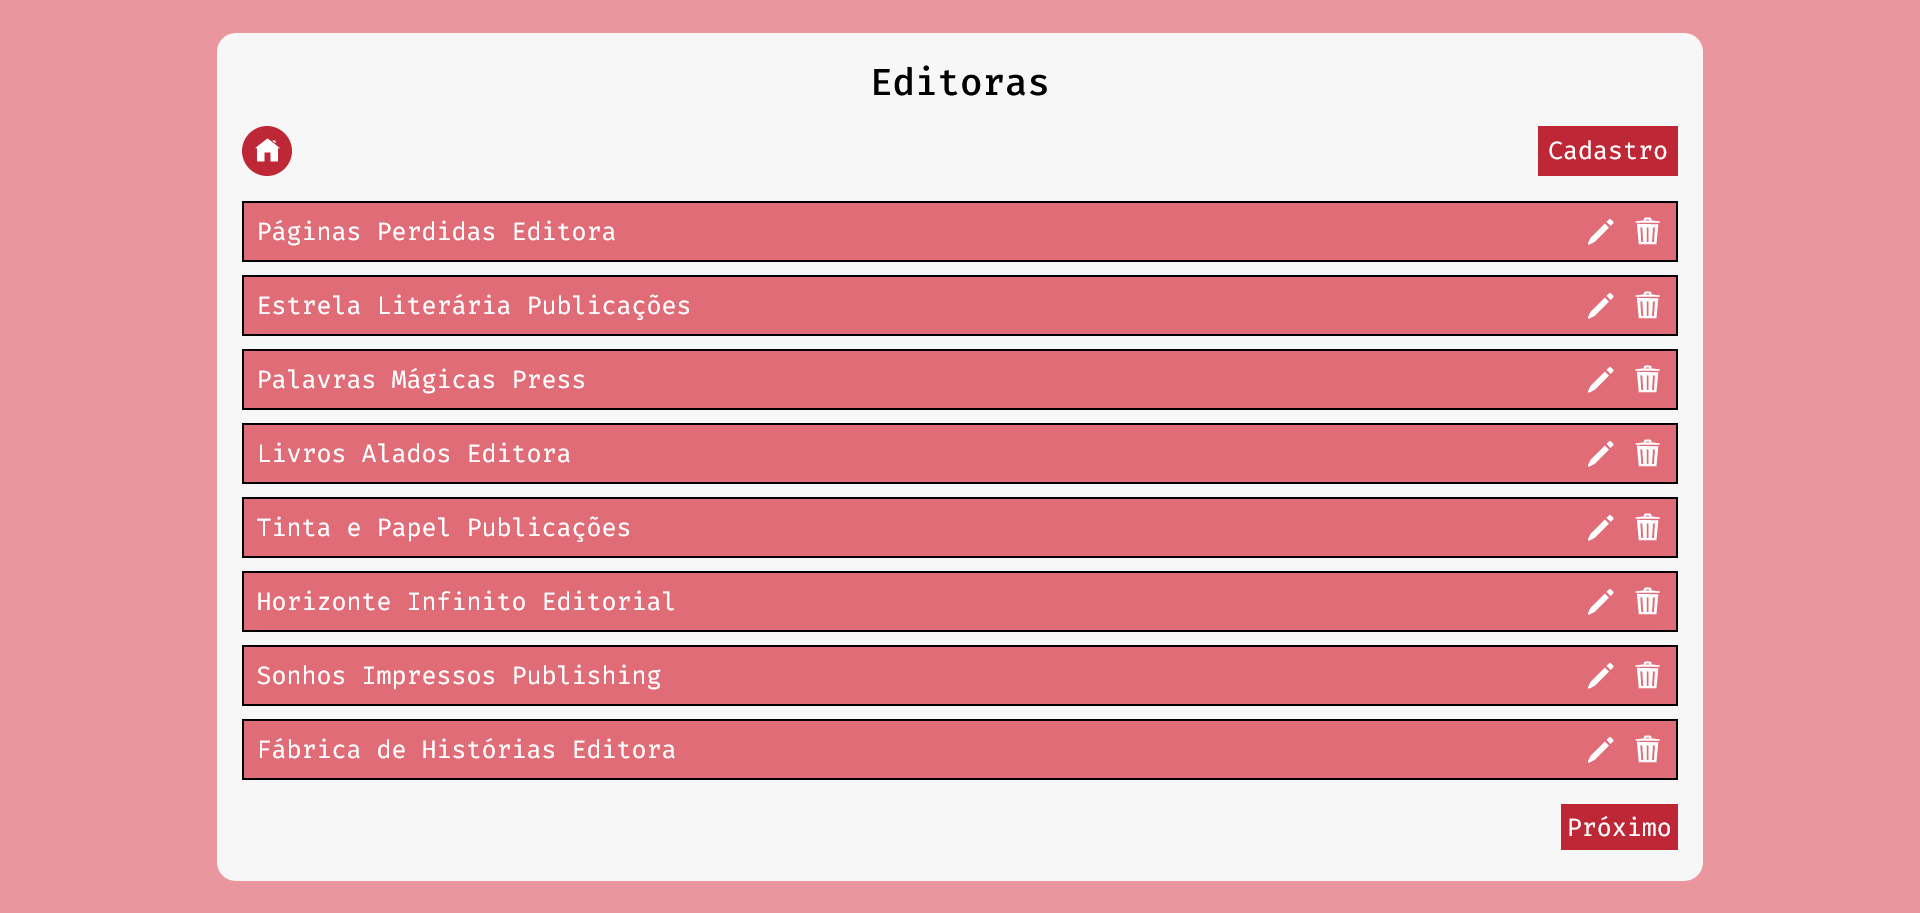 Editoras
Cadastro
Páginas Perdidas Editora
Estrela Literária Publicações
Palavras Mágicas Press
Livros Alados Editora
Tinta e Papel Publicações
Horizonte Infinito Editorial
Sonhos Impressos Publishing
Fábrica de Histórias Editora
Próximo